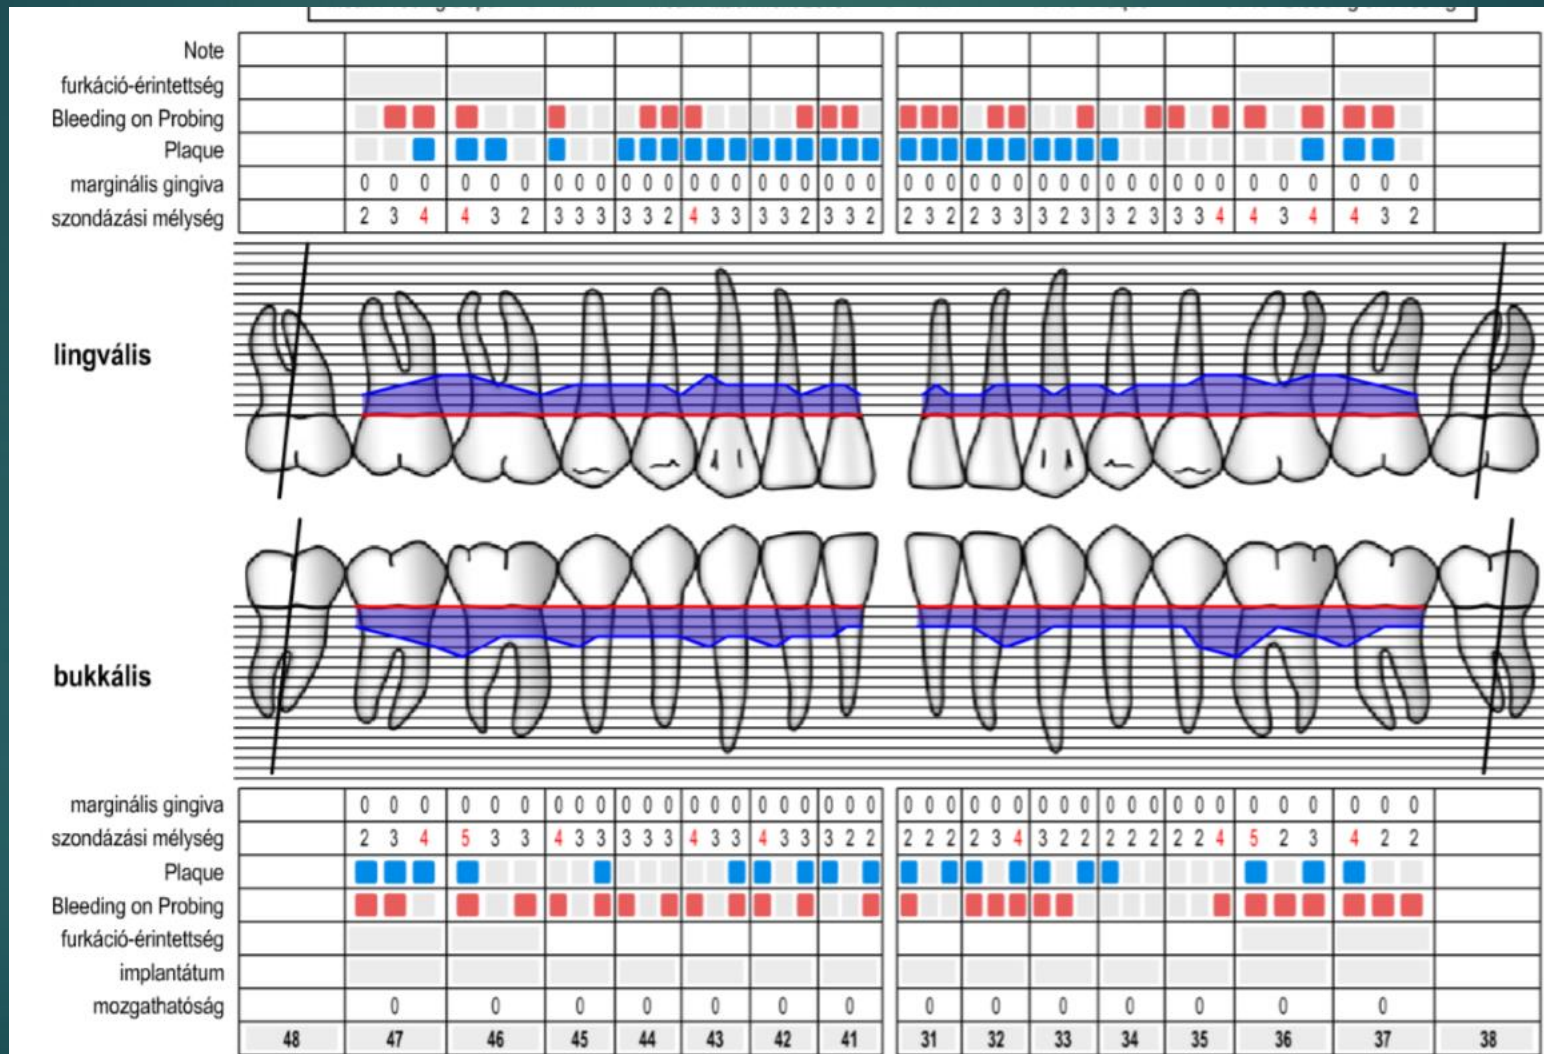 Note
furkáció-érintettség
Bleeding on Probing
Plaque
marginális gingiva 0 0 0 0 0 0 0 0 0 0 0 0 0 0 0 0 0 0 0 0 0 0 0 0 0 0 0 0 0 0 0 0 0 0 0 0 0 0 0 0 0 0
szondázási mélység 2 3 4 4 3 2 3 3 3 3 3 2 4 3 3 3 3 2 3 3 2 2 3 2 2 3 3 3 2 3 3 2 3 3 3 4 4 3 4 4 3 2
lingvális
bukkális
marginális gingiva 0 0 0 0 0 0 0 0 0 0 0 0 0 0 0 0 0 0 0 0 0 0 0 0 0 0 0 0 0 0 0 0 0 0 0 0 0 0 0 0 0 0
szondázási mélység 2 3 4 5 3 3 4 3 3 3 3 3 4 3 3 4 3 3 3 2 2 2 2 2 2 3 4 3 2 2 2 2 2 2 2 4 5 2 3 4 2 2
Plaque
Bleeding on Probing
furkáció-érintettség
implantátum
mozgathatóság 0 0 0 0 0 0 0 0 0 0 0 0 0 0
48 47 46 45 44 43 42 41 31 32 33 34 35 36 37 38